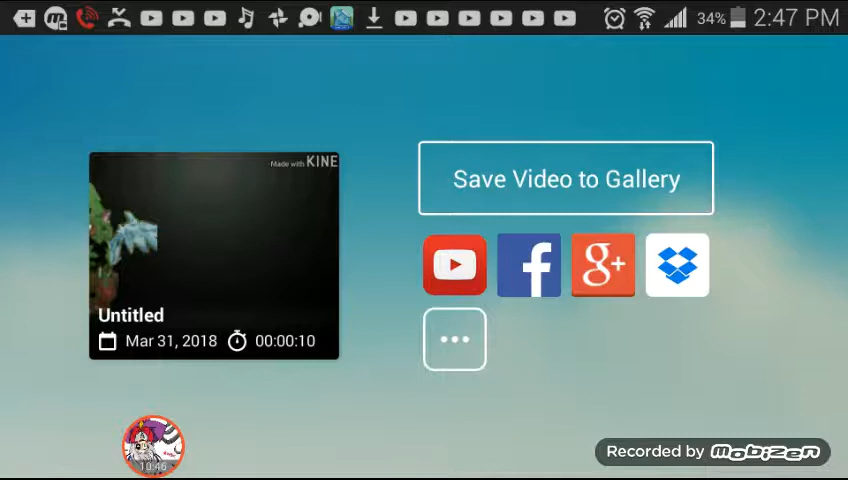 34% 2:47 PM
Made with KINE
Save Video to Gallery
g+
Untitled
Mar 31, 2018 00:00:10
10:46
Recorded by MOBIZEN